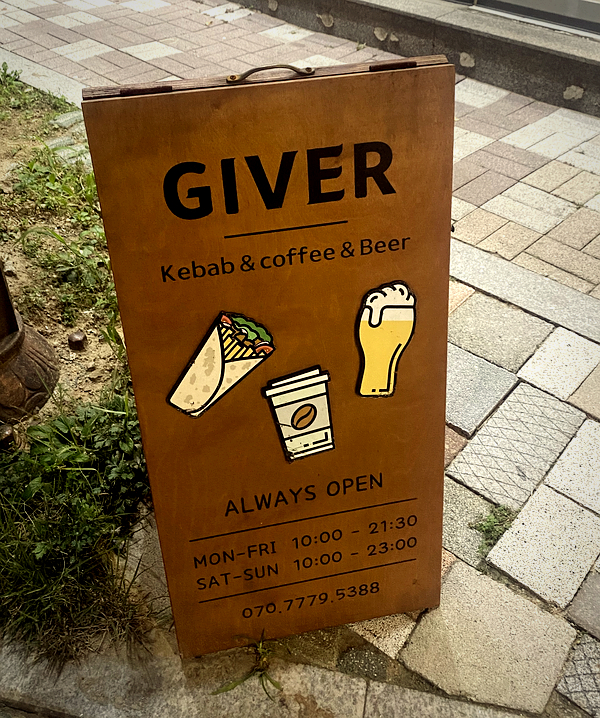 GIVER
Kebab & coffee & Beer
ALWAYS OPEN
MON-FRI 10:00 - 21:30
SAT-SUN 10:00 - 23:00
070.7779.5388